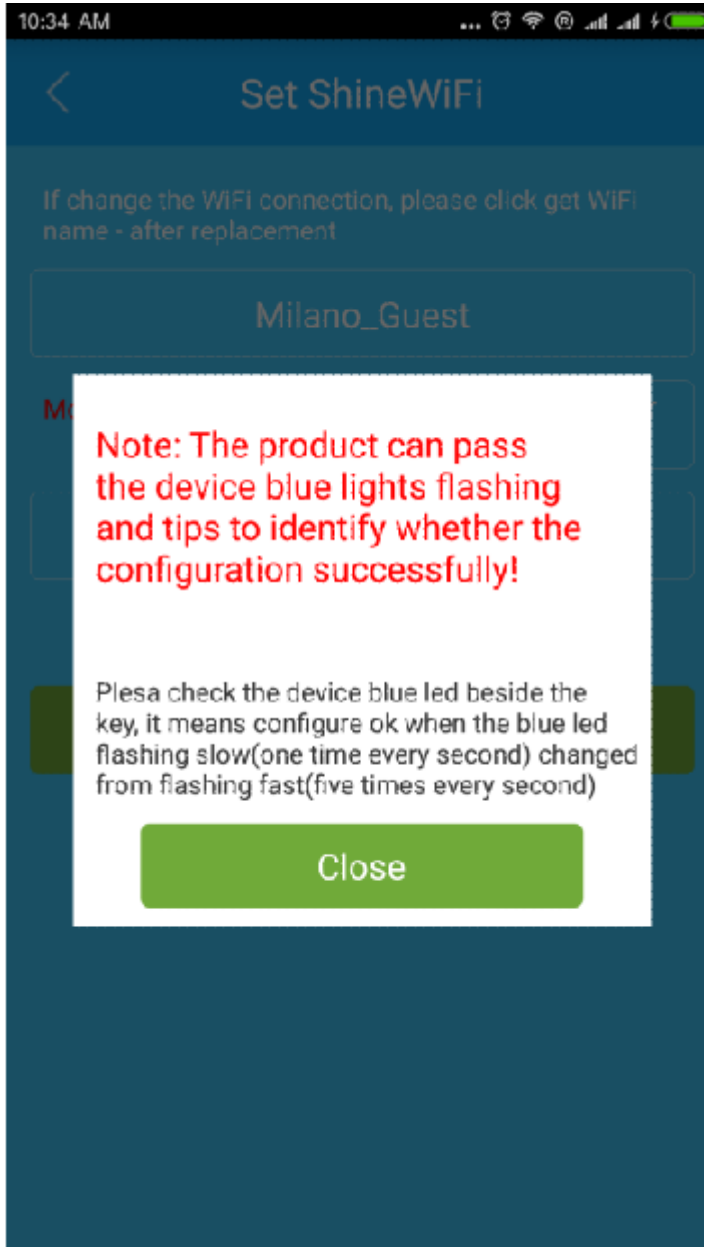 10:34 AM
Set ShineWiFi
If change the WiFi connection, please click get WiFi
name - after replacement
Milano_Guest
Note: The product can pass
the device blue lights flashing
and tips to identify whether the
configuration successfully!
Plesa check the device blue led beside the
key, it means configure ok when the blue led
flashing slow(one time every second) changed
from flashing fast(five times every second)
Close